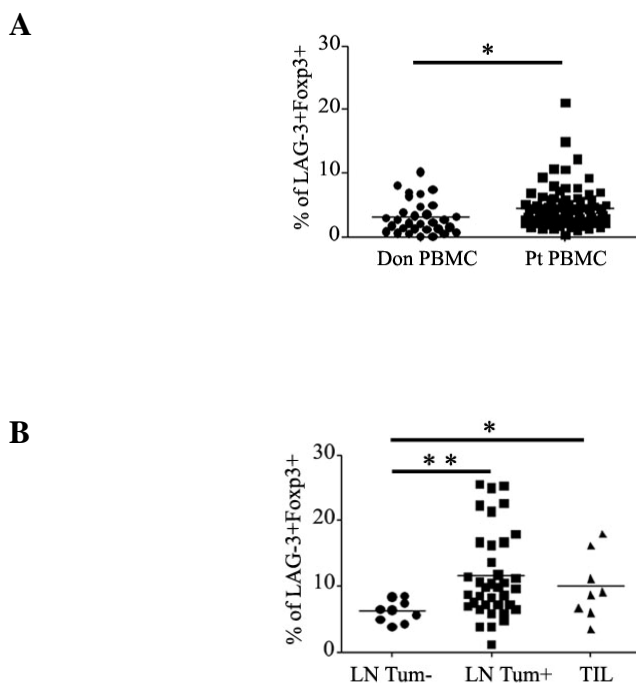 A
% of LAG-3+Foxp3+
30
20
10
0
*
Don PBMC Pt PBMC
B
% of LAG-3+Foxp3+
30
20
10
0
*
* *
LN Tum- LN Tum+ TIL